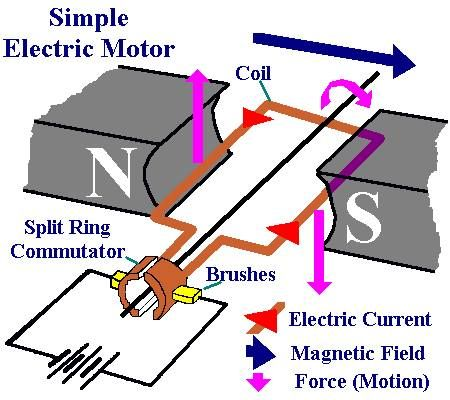 Simple
Electric Motor
Coil
N
S
Split Ring
Commutator
Brushes
Electric Current
Magnetic Field
Force (Motion)